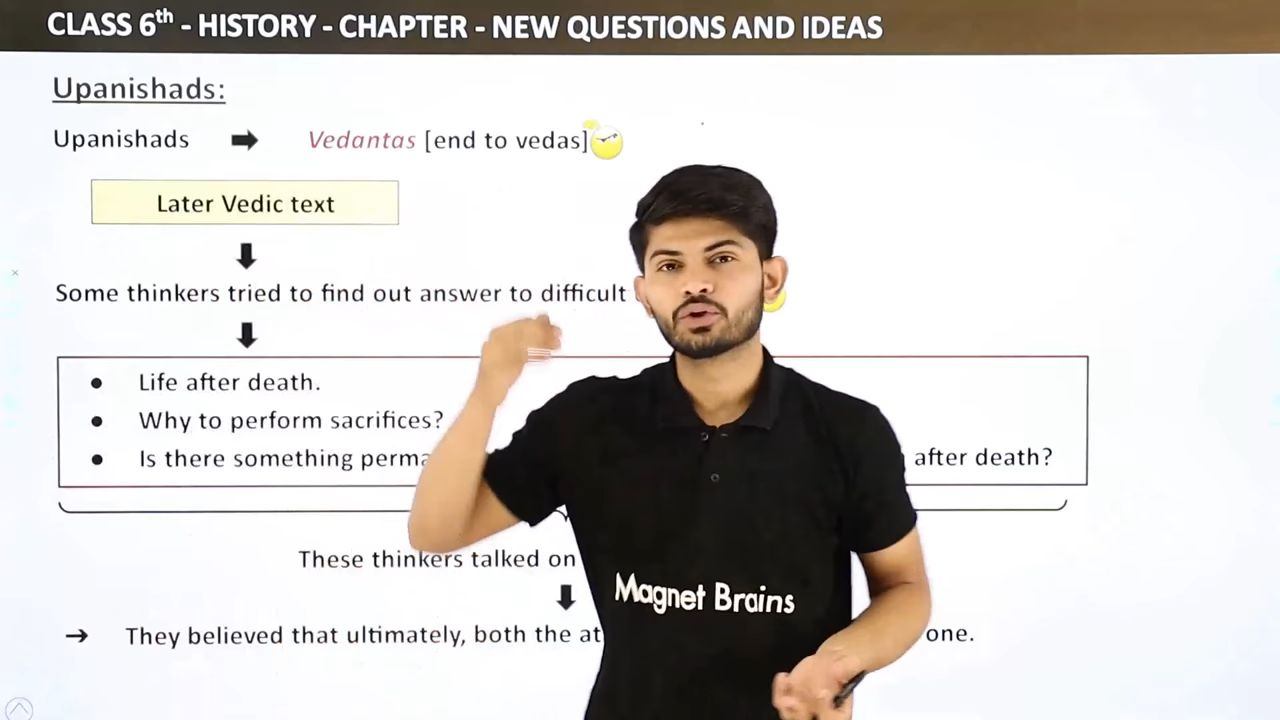 CLASS 6th - HISTORY - CHAPTER - NEW QUESTIONS AND IDEAS
Upanishads:
Upanishads Vedantas [end to vedas]
Later Vedic text
Some thinkers tried to find out answer to difficult
• Life after death.
• Why to perform sacrifices?
• Is there something after death?
These thinkers talked on
→ They believed that ultimately, both the one.
Magnet Brains